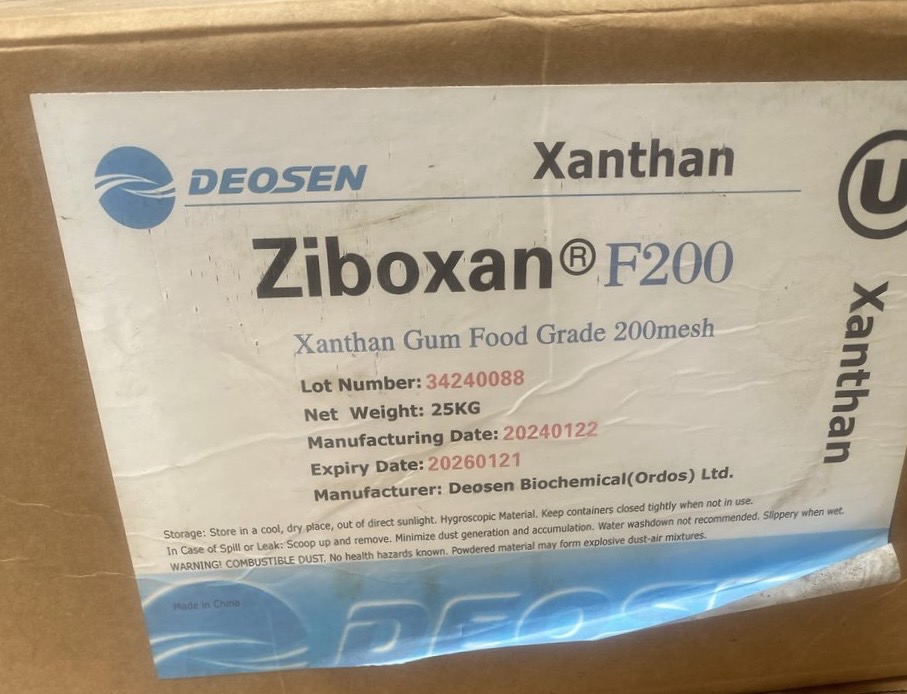 DEOSEN
Xanthan
Ziboxan® F200
Xanthan Gum Food Grade 200mesh
Lot Number: 34240088
Net Weight: 25KG
Manufacturing Date: 20240122
Expiry Date: 20260121
Manufacturer: Deosen Biochemical(Ordos) Ltd.
Storage: Store in a cool, dry place, out of direct sunlight. Hygroscopic Material. Keep containers closed tightly when not in use.
In Case of Spill or Leak: Scoop up and remove. Minimize dust generation and accumulation. Water washdown not recommended. Slippery when wet.
WARNING! COMBUSTIBLE DUST. No health hazards known. Powdered material may form explosive dust-air mixtures.
Made in China
DEOS
U
Xanthan